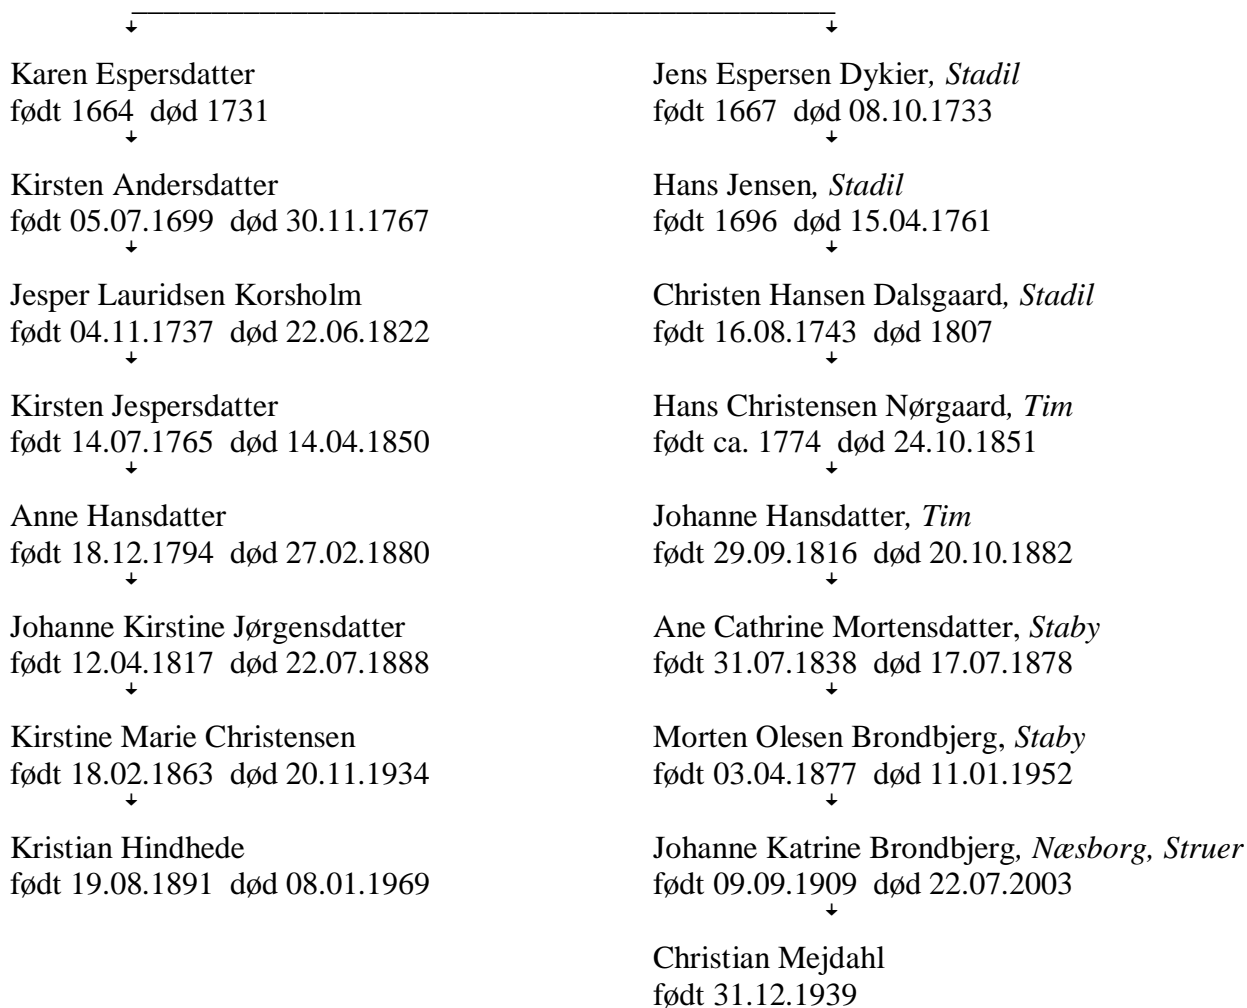 Karen Espersdatter
født 1664 død 1731
Kirsten Andersdatter
født 05.07.1699 død 30.11.1767
Jesper Lauridsen Korsholm
født 04.11.1737 død 22.06.1822
Kirsten Jespersdatter
født 14.07.1765 død 14.04.1850
Anne Hansdatter
født 18.12.1794 død 27.02.1880
Johanne Kirstine Jørgensdatter
født 12.04.1817 død 22.07.1888
Kirstine Marie Christensen
født 18.02.1863 død 20.11.1934
Kristian Hindhede
født 19.08.1891 død 08.01.1969
Jens Espersen Dykier, Stadil
født 1667 død 08.10.1733
Hans Jensen, Stadil
født 1696 død 15.04.1761
Christen Hansen Dalsgaard, Stadil
født 16.08.1743 død 1807
Hans Christensen Nørgaard, Tim
født ca. 1774 død 24.10.1851
Johanne Hansdatter, Tim
født 29.09.1816 død 20.10.1882
Ane Cathrine Mortensdatter, Staby
født 31.07.1838 død 17.07.1878
Morten Olesen Brondbjerg, Staby
født 03.04.1877 død 11.01.1952
Johanne Katrine Brondbjerg, Næsborg, Struer
født 09.09.1909 død 22.07.2003
Christian Mejdahl
født 31.12.1939